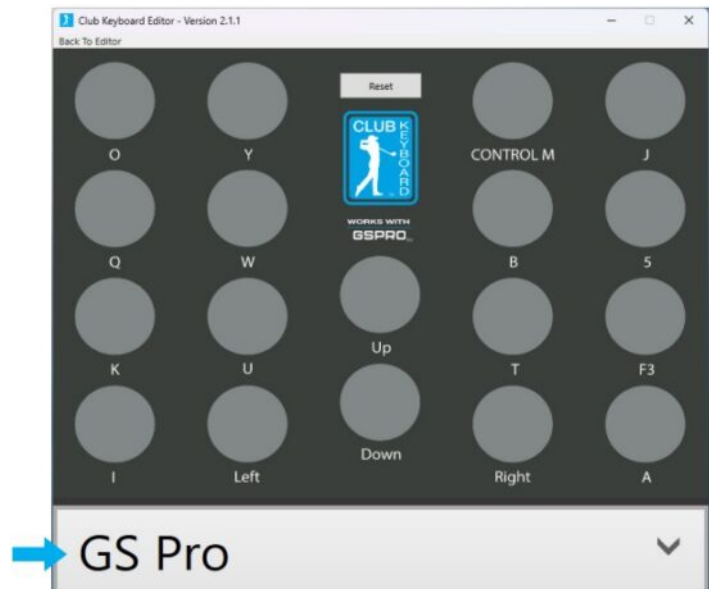 Club Keyboard Editor - Version 2.1.1
Back To Editor
Reset
CLUB KEYBOARD
WORKS WITH
GSPRO
O Y CONTROL M J
Q W B 5
Up
K U T F3
Down
I Left Right A
GS Pro